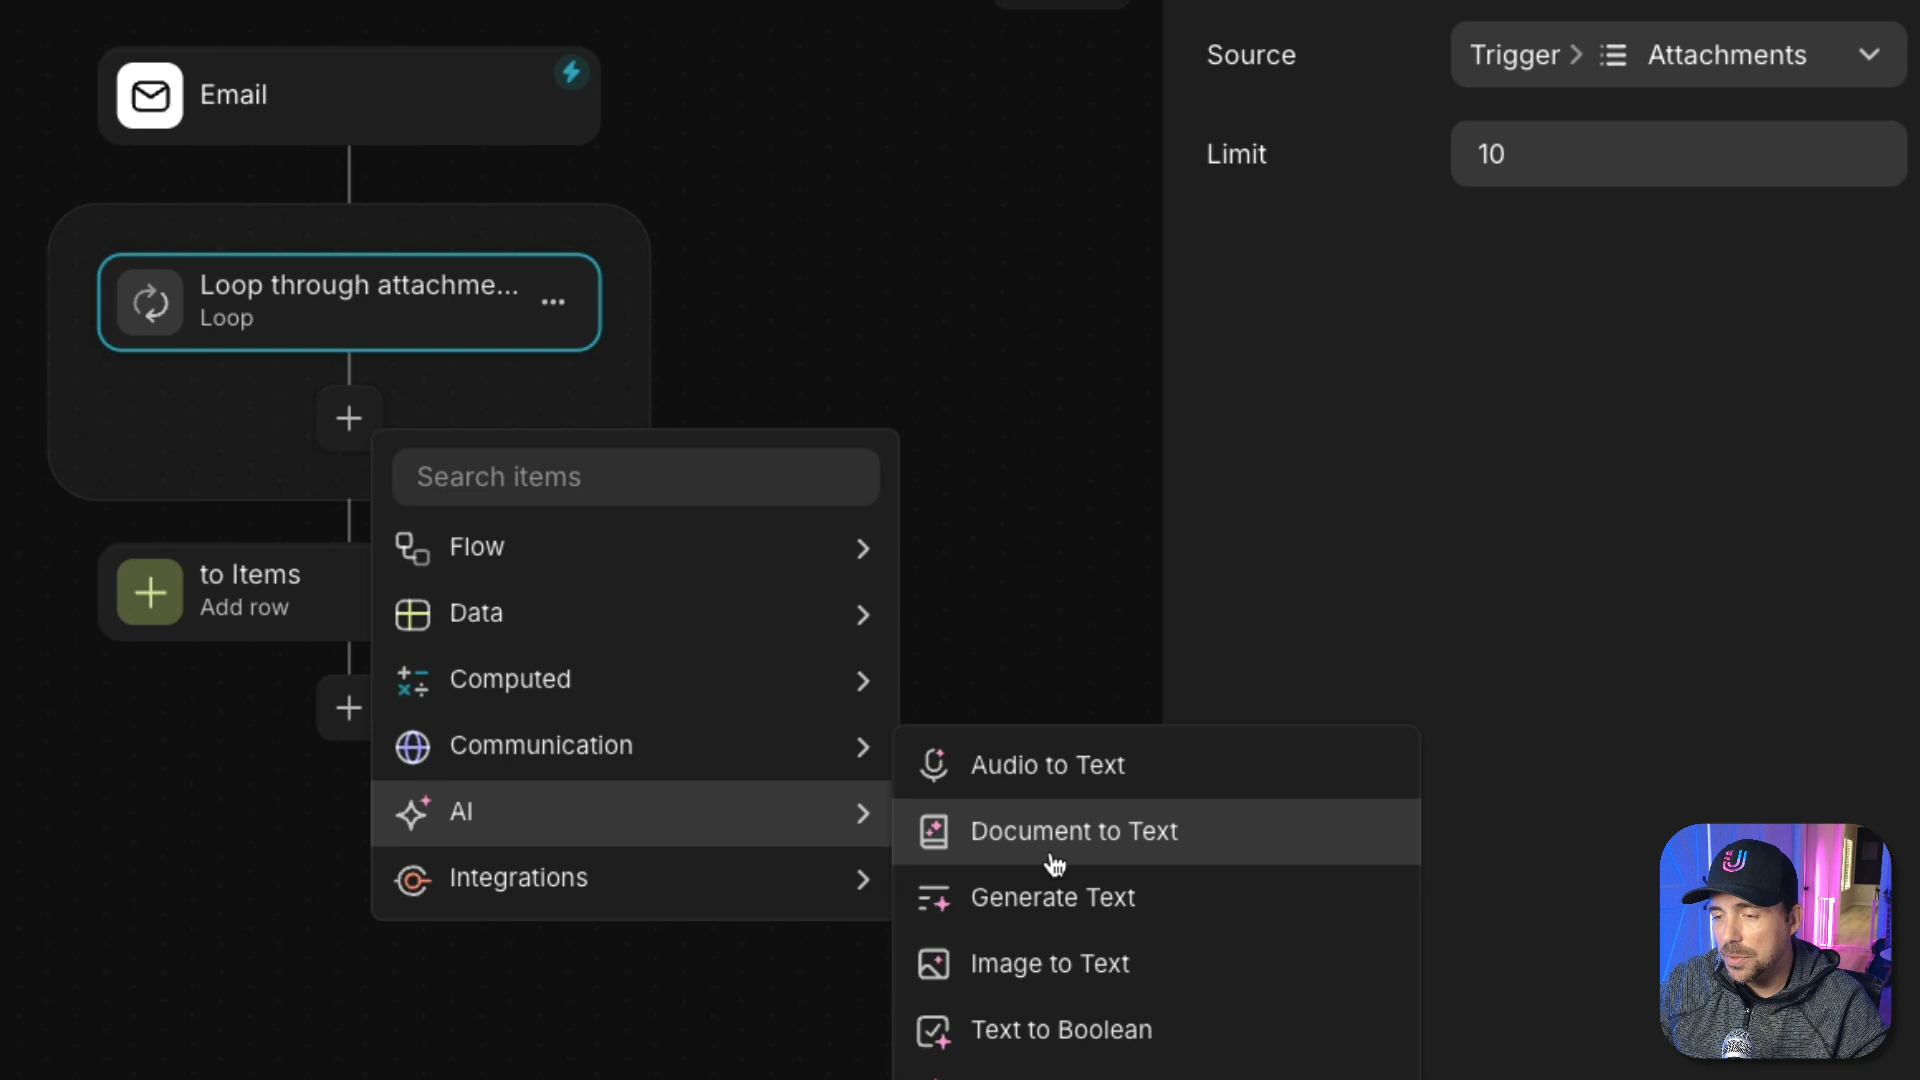 Email
Source
Trigger > Attachments
Limit
10
Loop through attachme...
Loop
Search items
Flow
Data
Computed
Communication
AI
Integrations
to Items
Add row
Audio to Text
Document to Text
Generate Text
Image to Text
Text to Boolean